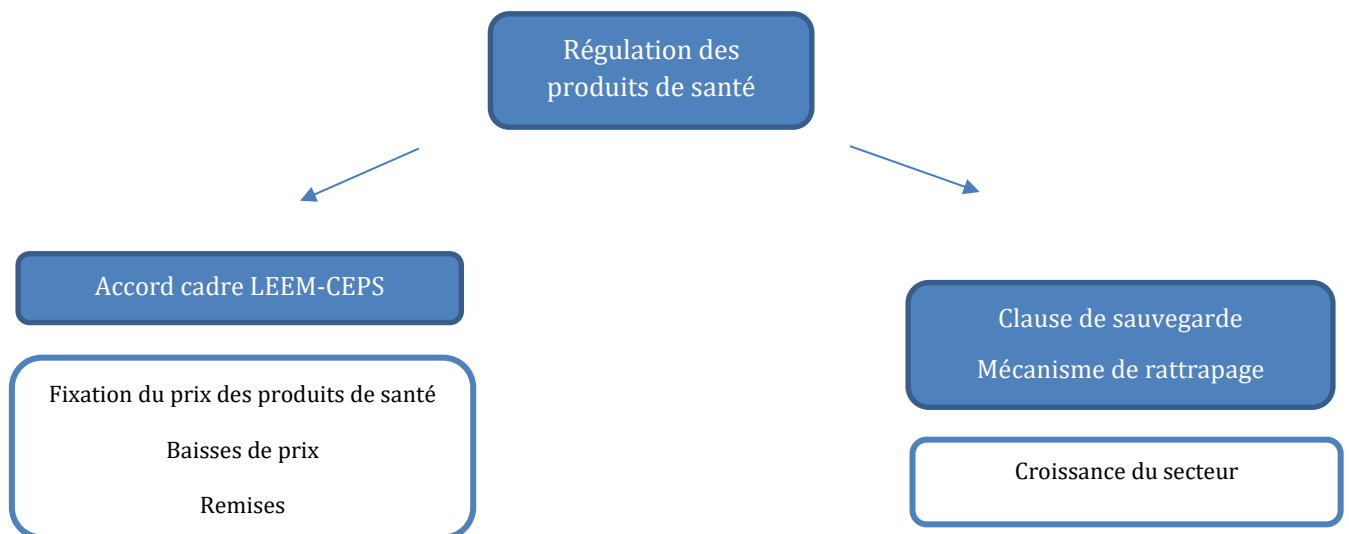 Régulation des
produits de santé
Accord cadre LEEM-CEPS
Fixation du prix des produits de santé
Baisses de prix
Remises
Clause de sauvegarde
Mécanisme de rattrapage
Croissance du secteur